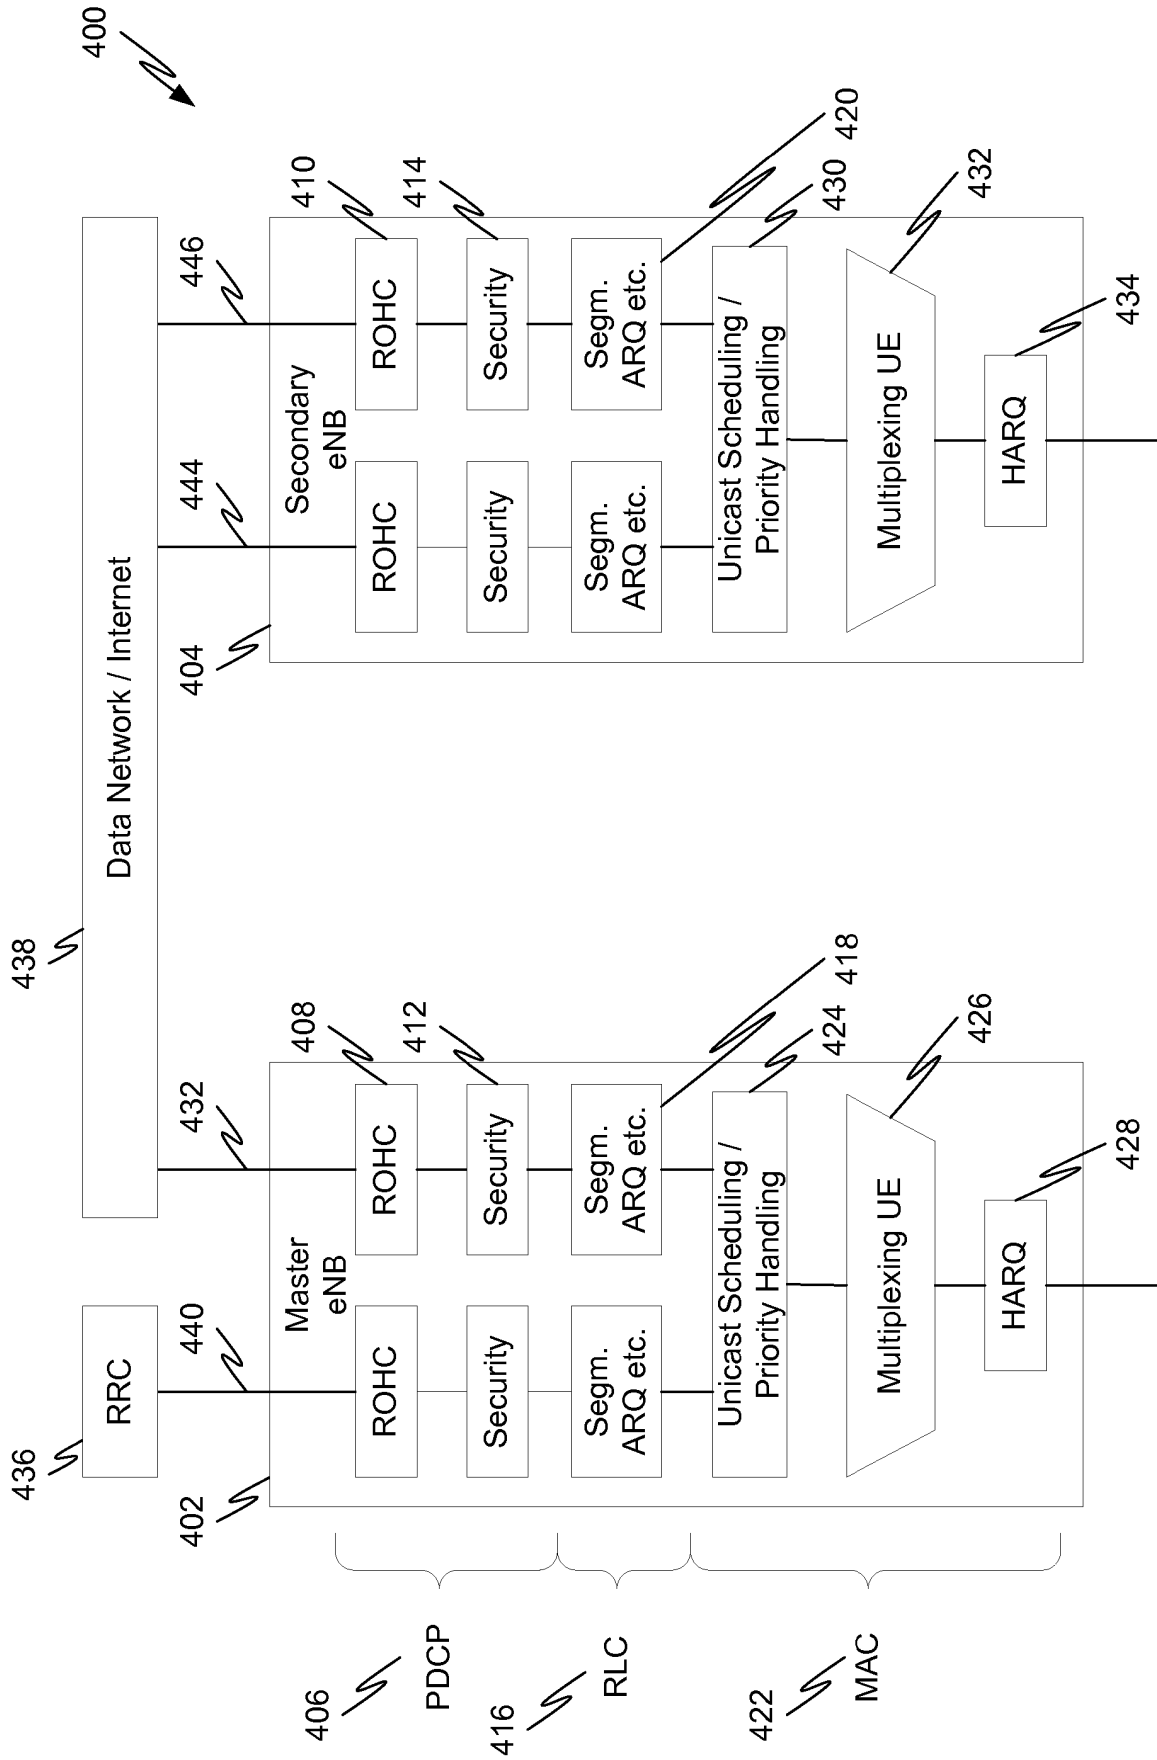 400
438
436
RRC
Data Network / Internet
440
432
444
446
402
404
Master
eNB
Secondary
eNB
408
410
406
PDCP
ROHC
ROHC
ROHC
ROHC
412
414
Security
Security
Security
Security
416
RLC
Segm.
ARQ etc.
Segm.
ARQ etc.
Segm.
ARQ etc.
Segm.
ARQ etc.
418
420
422
MAC
Unicast Scheduling /
Priority Handling
424
Unicast Scheduling /
Priority Handling
430
Multiplexing UE
426
Multiplexing UE
432
HARQ
428
HARQ
434